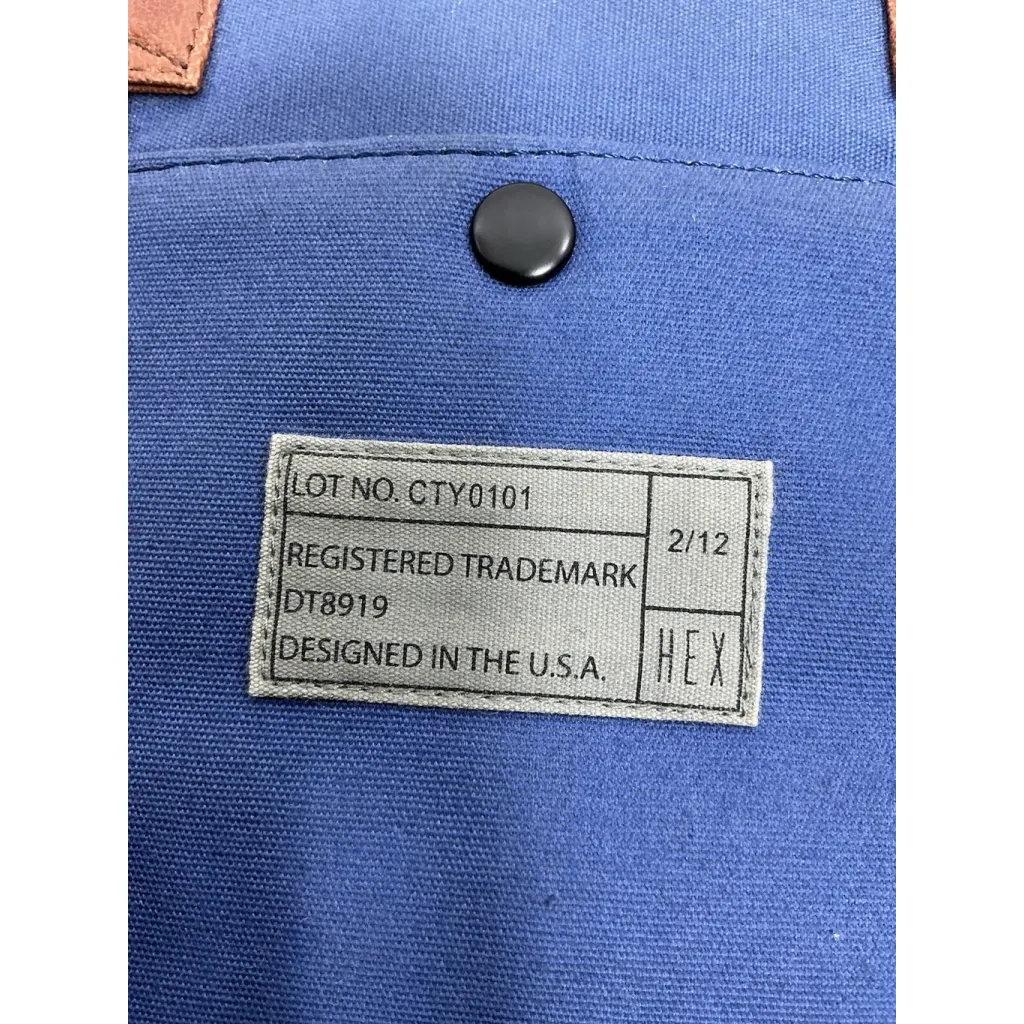 LOT NO. CTY0101
REGISTERED TRADEMARK
DT8919
DESIGNED IN THE U.S.A.
2/12
HEX